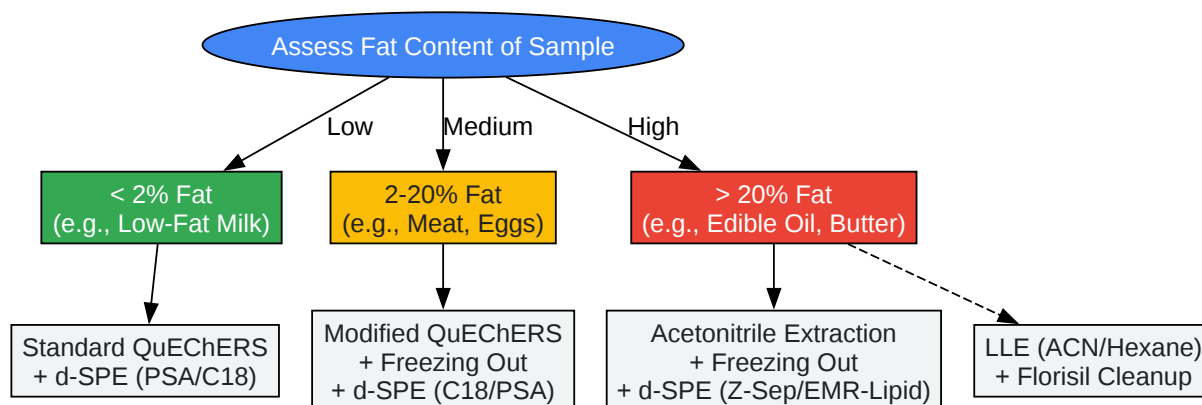 Assess Fat Content of Sample
Low
Medium
High
< 2% Fat
(e.g., Low-Fat Milk)
2-20% Fat
(e.g., Meat, Eggs)
> 20% Fat
(e.g., Edible Oil, Butter)
Standard QuEChERS
+ d-SPE (PSA/C18)
Modified QuEChERS
+ Freezing Out
+ d-SPE (C18/PSA)
Acetonitrile Extraction
+ Freezing Out
+ d-SPE (Z-Sep/EMR-Lipid)
LLE (ACN/Hexane)
+ Florisil Cleanup